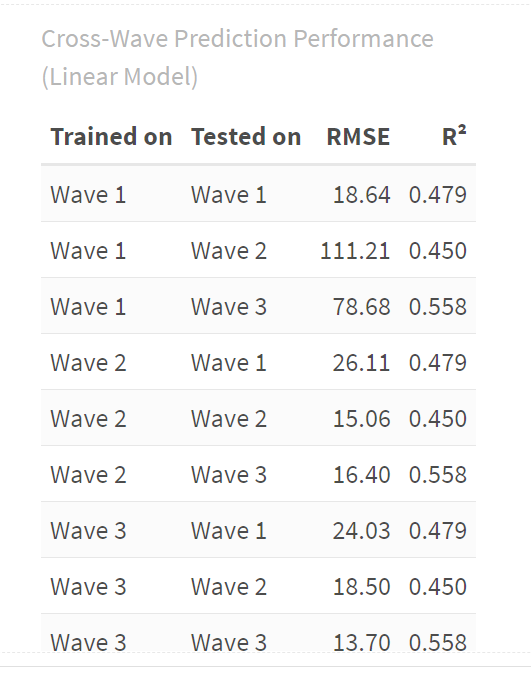 Cross-Wave Prediction Performance
(Linear Model)
Trained on Tested on RMSE R²
Wave 1 Wave 1 18.64 0.479
Wave 1 Wave 2 111.21 0.450
Wave 1 Wave 3 78.68 0.558
Wave 2 Wave 1 26.11 0.479
Wave 2 Wave 2 15.06 0.450
Wave 2 Wave 3 16.40 0.558
Wave 3 Wave 1 24.03 0.479
Wave 3 Wave 2 18.50 0.450
Wave 3 Wave 3 13.70 0.558